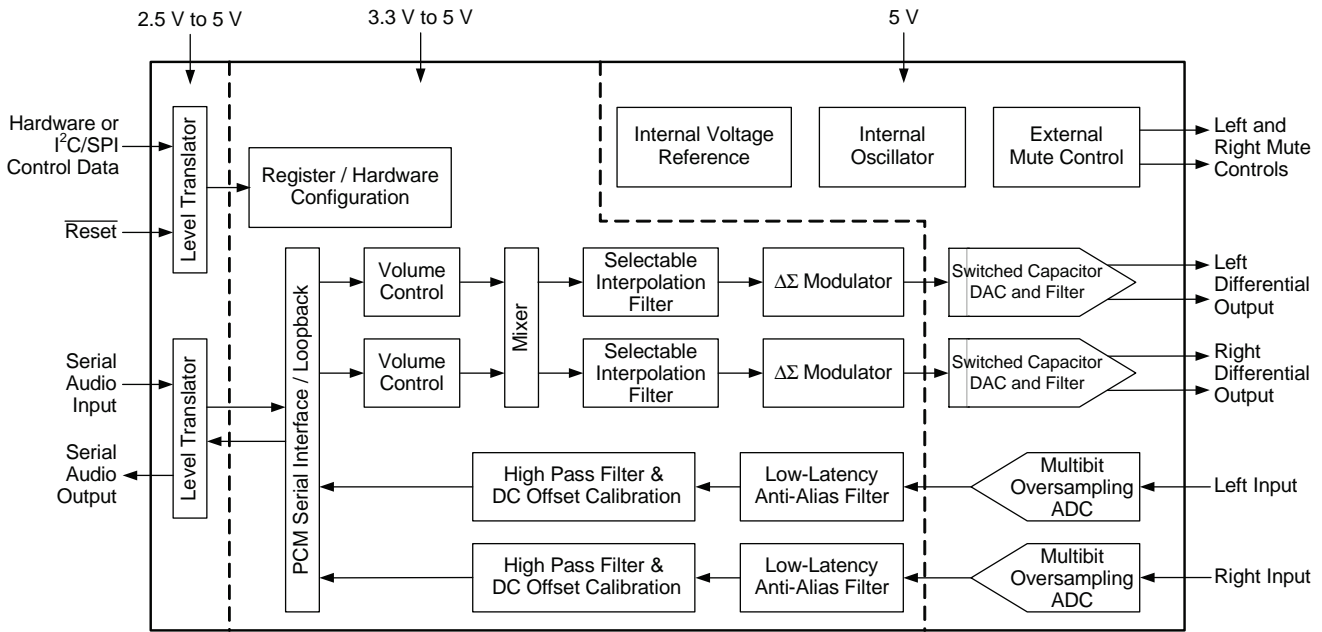 2.5 V to 5 V
3.3 V to 5 V
5 V
Hardware or
I²C/SPI
Control Data
Reset
Level Translator
Register / Hardware
Configuration
Internal Voltage
Reference
Internal
Oscillator
External
Mute Control
Left and
Right Mute
Controls
Serial
Audio
Input
Serial
Audio
Output
Level Translator
PCM Serial Interface / Loopback
Volume
Control
Volume
Control
Mixer
Selectable
Interpolation
Filter
Selectable
Interpolation
Filter
ΔΣ Modulator
ΔΣ Modulator
Switched Capacitor
DAC and Filter
Switched Capacitor
DAC and Filter
Left
Differential
Output
Right
Differential
Output
High Pass Filter &
DC Offset Calibration
Low-Latency
Anti-Alias Filter
Multibit
Oversampling
ADC
Left Input
High Pass Filter &
DC Offset Calibration
Low-Latency
Anti-Alias Filter
Multibit
Oversampling
ADC
Right Input